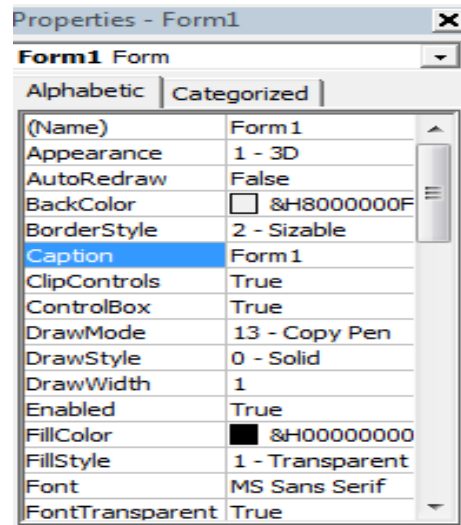 Properties - Form1
Form1 Form
Alphabetic Categorized
(Name) Form1
Appearance 1 - 3D
AutoRedraw False
BackColor &H8000000F
BorderStyle 2 - Sizable
Caption Form1
ClipControls True
ControlBox True
DrawMode 13 - Copy Pen
DrawStyle 0 - Solid
DrawWidth 1
Enabled True
FillColor &H00000000
FillStyle 1 - Transparent
Font MS Sans Serif
FontTransparent True